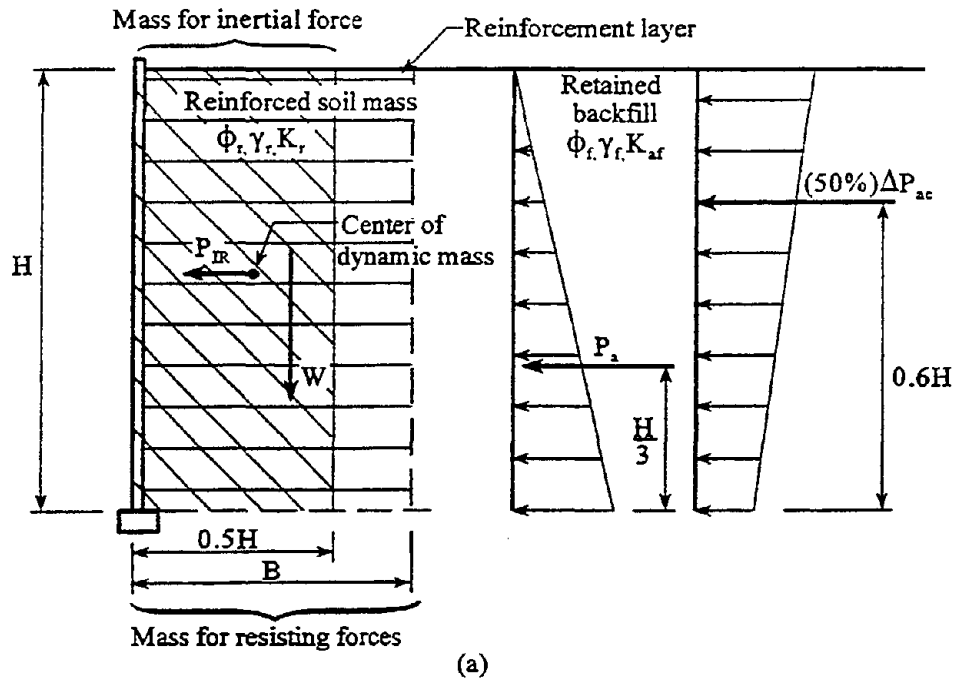 Mass for inertial force
Reinforcement layer
Reinforced soil mass
ϕr, γr, Kr
Retained
backfill
ϕf, γf, Kaf
(50%)ΔPae
Center of
dynamic mass
PIR
H
W
Pa
H
3
0.6H
0.5H
B
Mass for resisting forces
(a)